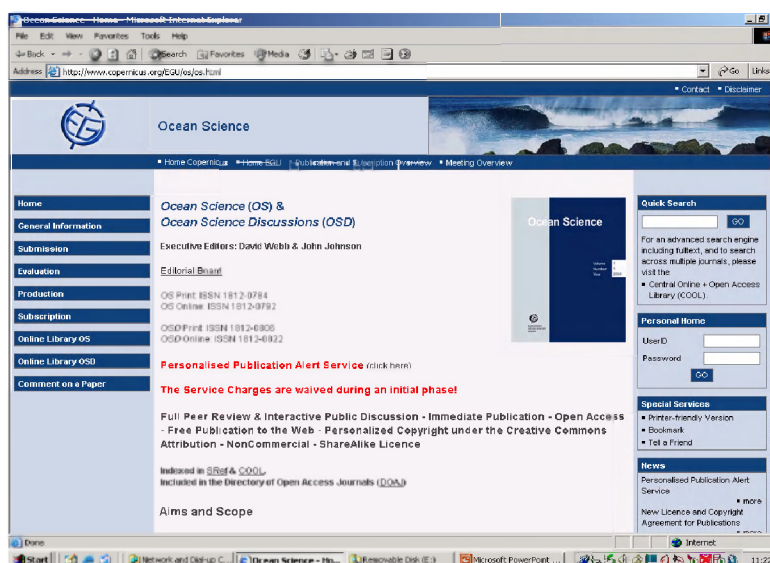 Ocean Science - Home - Microsoft Internet Explorer
File Edit View Favorites Tools Help
Back Search Favorites Media
Address http://www.copernicus.org/EGU/os/os.html Go Links
Contact Disclaimer
Ocean Science
Home Copernicus Home EGU Publication and Subscription Overview Meeting Overview
Home
General Information
Submission
Evaluation
Production
Subscription
Online Library OS
Online Library OSD
Comment on a Paper
Ocean Science (OS) &
Ocean Science Discussions (OSD)
Executive Editors: David Webb & John Johnson
Editorial Board
OS Print: ISSN 1812-0784
OS Online: ISSN 1812-0792
OSD Print: ISSN 1812-0806
OSD Online: ISSN 1812-0822
Personalised Publication Alert Service (click here)
The Service Charges are waived during an initial phase!
Full Peer Review & Interactive Public Discussion - Immediate Publication - Open Access
- Free Publication to the Web - Personalized Copyright under the Creative Commons
Attribution - NonCommercial - ShareAlike Licence
Indexed in SRef & COOL,
Included in the Directory of Open Access Journals (DOAJ)
Aims and Scope
Ocean Science
Volume
Number
Year
Quick Search
GO
For an advanced search engine
including fulltext, and to search
across multiple journals, please
visit the
Central Online + Open Access
Library (COOL).
Personal Home
UserID
Password
GO
Special Services
Printer-friendly Version
Bookmark
Tell a Friend
News
Personalised Publication Alert
Service
more
New Licence and Copyright
Agreement for Publications
more
Done Internet
Start Network and Dial-up C... Ocean Science - Ho... Removable Disk (E:) Microsoft PowerPoint ... 11:22